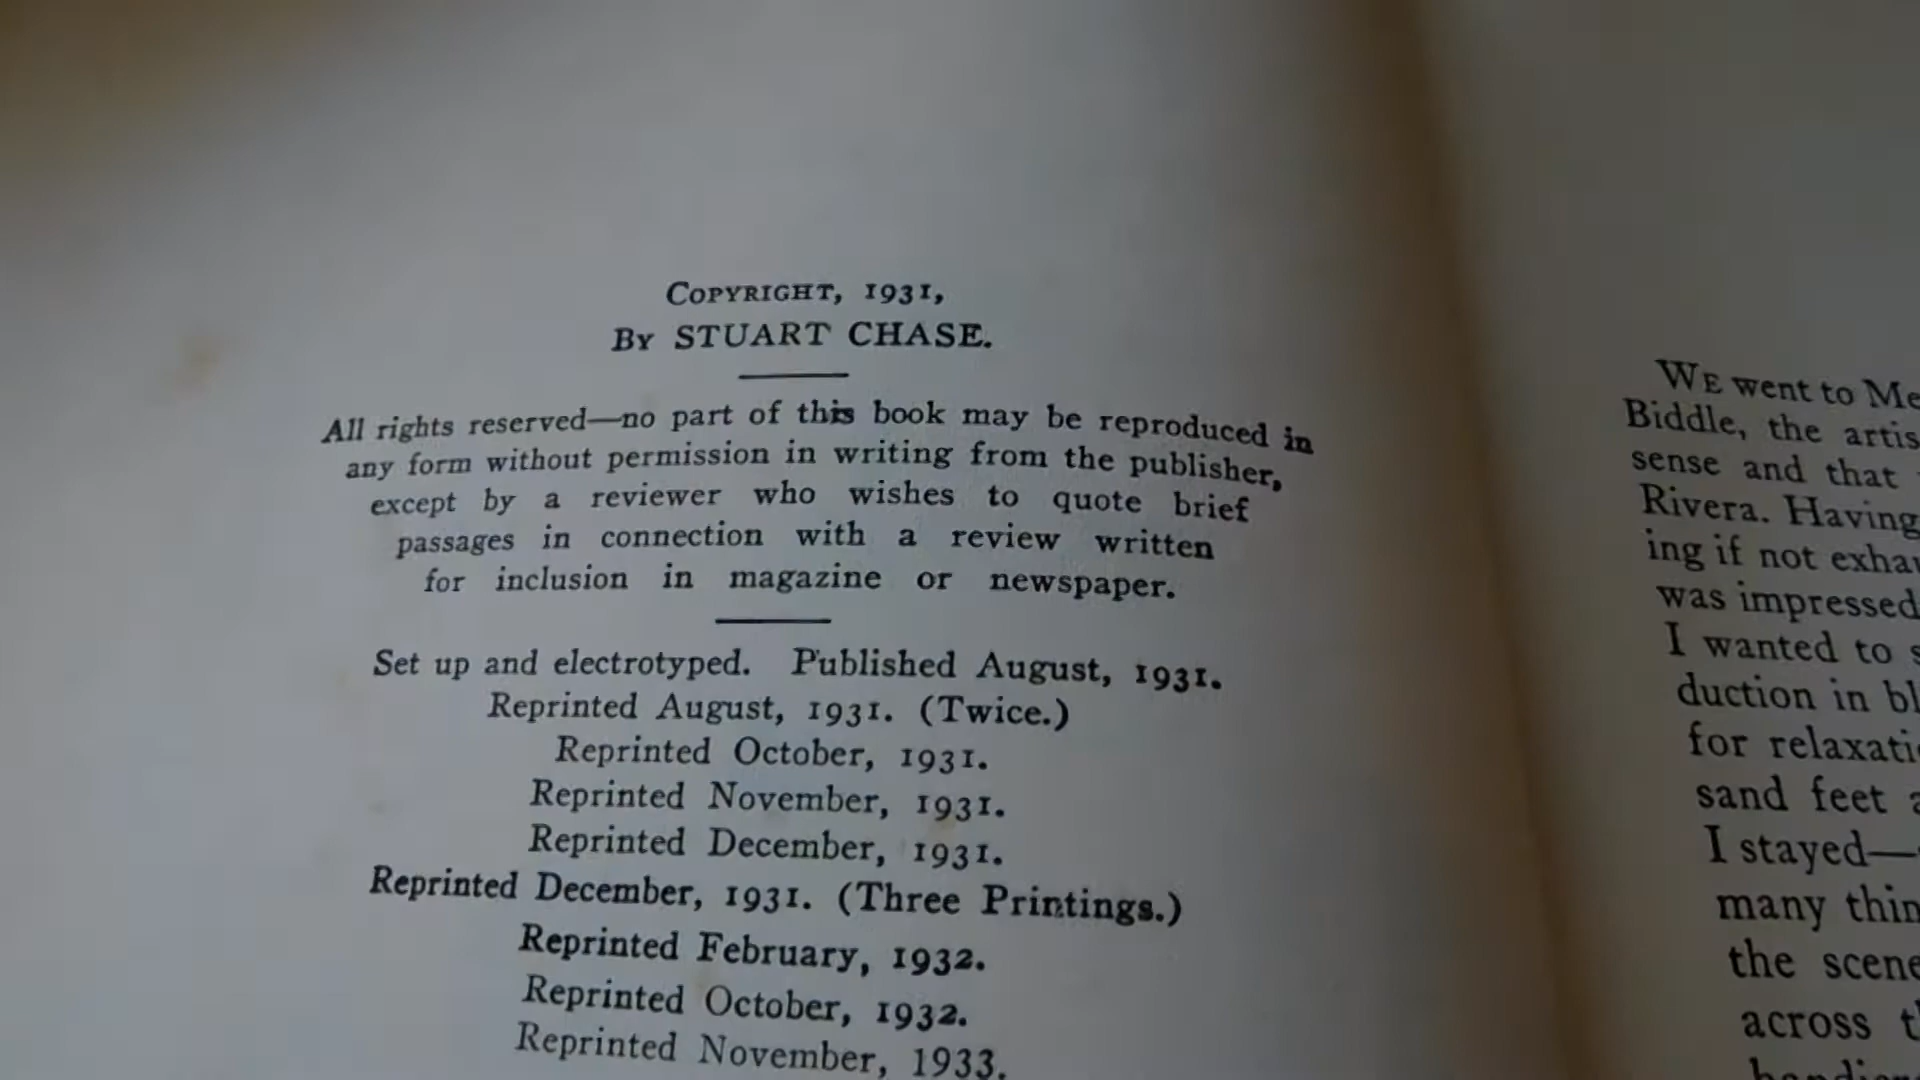 COPYRIGHT, 1931,
BY STUART CHASE.
All rights reserved—no part of this book may be reproduced in
any form without permission in writing from the publisher,
except by a reviewer who wishes to quote brief
passages in connection with a review written
for inclusion in magazine or newspaper.
Set up and electrotyped. Published August, 1931.
Reprinted August, 1931. (Twice.)
Reprinted October, 1931.
Reprinted November, 1931.
Reprinted December, 1931.
Reprinted December, 1931. (Three Printings.)
Reprinted February, 1932.
Reprinted October, 1932.
Reprinted November, 1933.
WE went to Me
Biddle, the artis
sense and that
Rivera. Having
ing if not exhau
was impressed
I wanted to s
duction in bl
for relaxati
sand feet a
I stayed—
many thin
the scene
across th